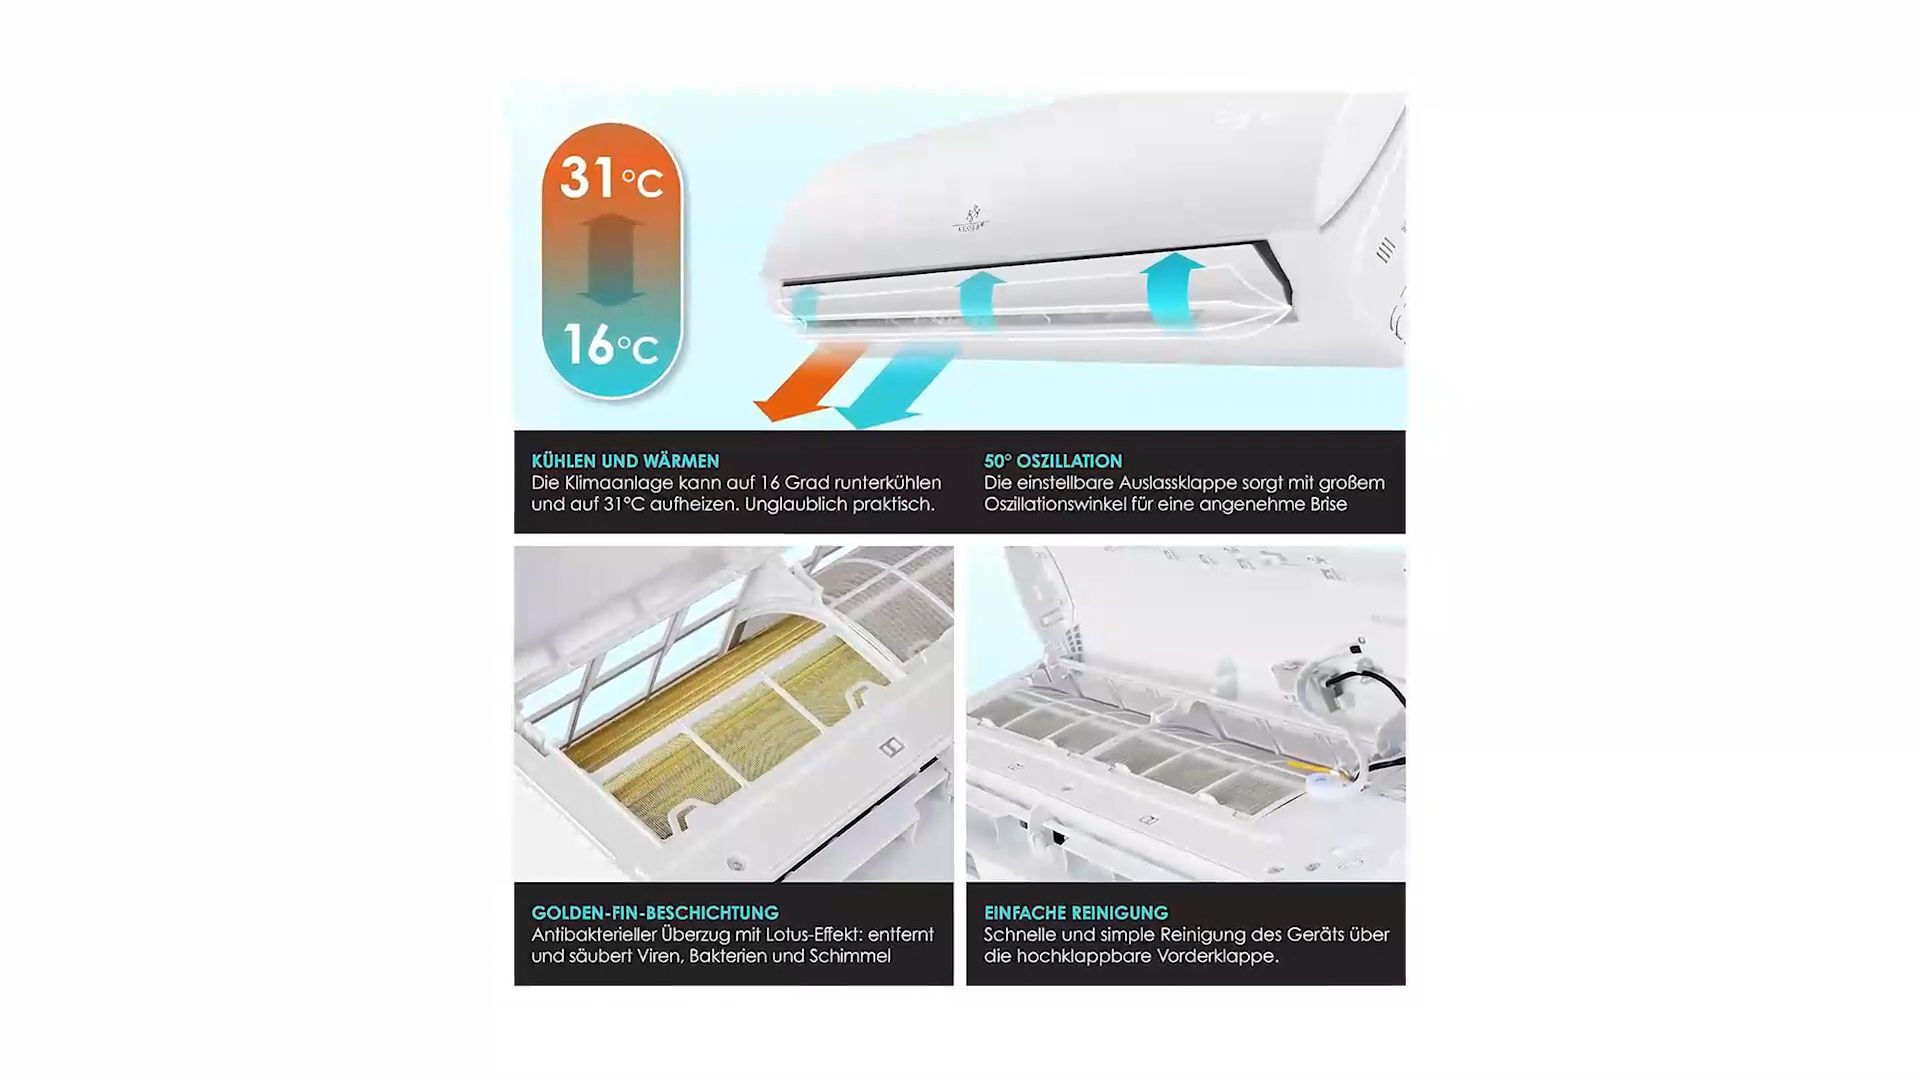 31°C
16°C
KÜHLEN UND WÄRMEN
Die Klimaanlage kann auf 16 Grad runterkühlen
und auf 31°C aufheizen. Unglaublich praktisch.
50° OSZILLATION
Die einstellbare Auslassklappe sorgt mit großem
Oszillationswinkel für eine angenehme Brise
GOLDEN-FIN-BESCHICHTUNG
Antibakterieller Überzug mit Lotus-Effekt: entfernt
und säubert Viren, Bakterien und Schimmel
EINFACHE REINIGUNG
Schnelle und simple Reinigung des Geräts über
die hochklappbare Vorderklappe.